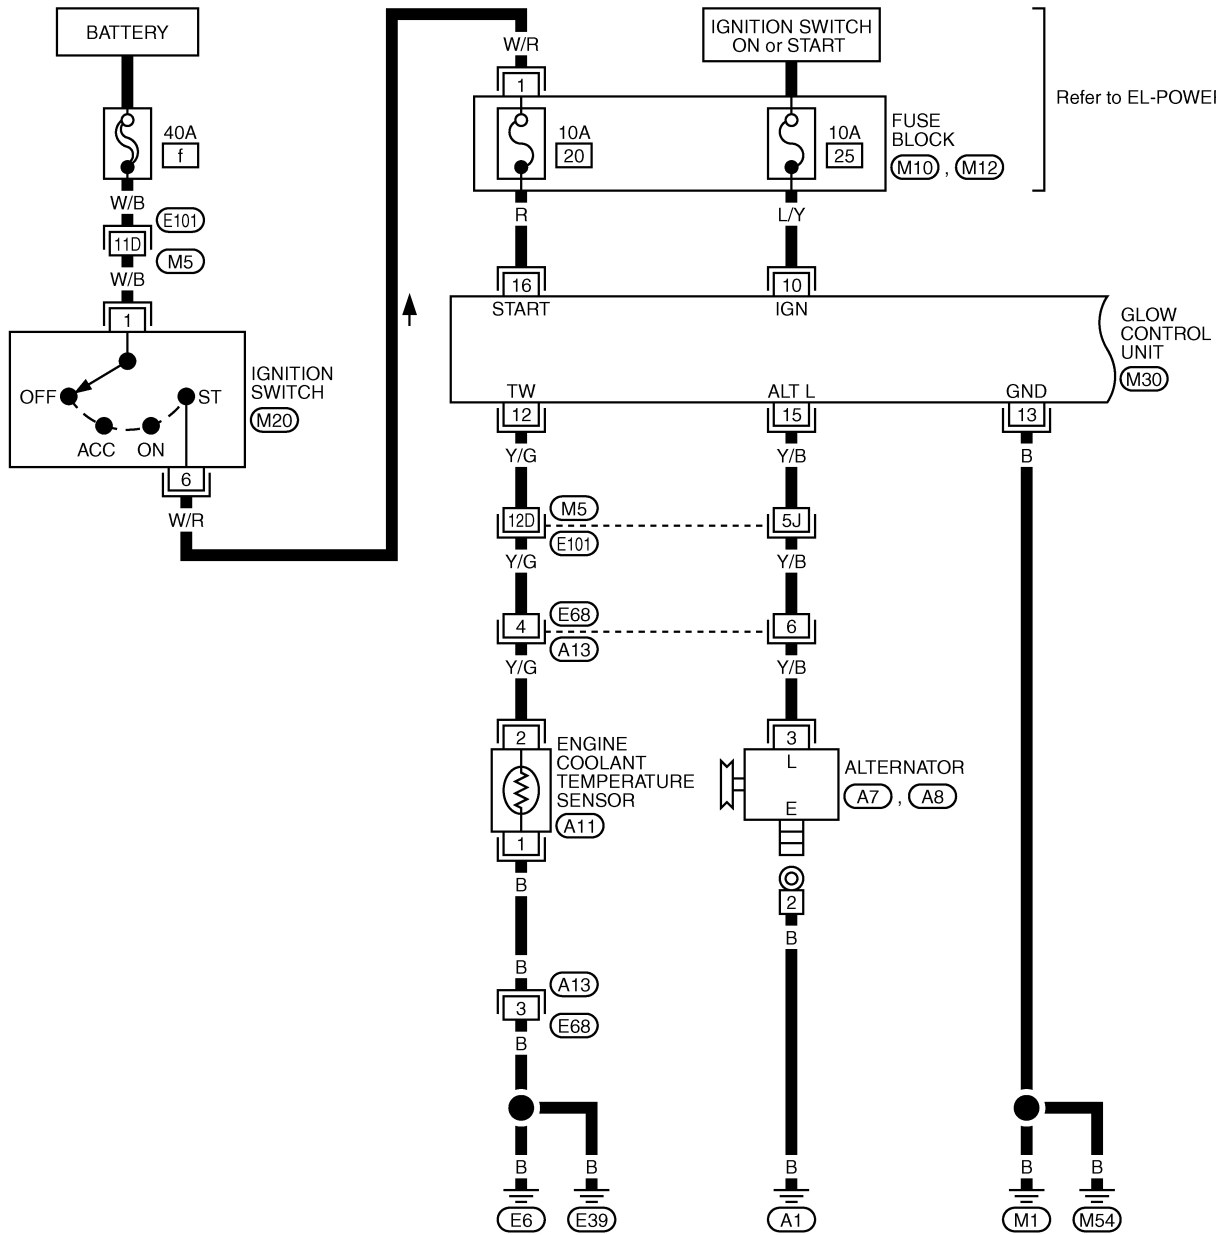 BATTERY
40A
f
W/B
E101
11D
M5
W/B
1
OFF
ST
ACC
ON
IGNITION
SWITCH
M20
6
W/R
W/R
1
IGNITION SWITCH
ON or START
Refer to EL-POWER
10A
20
10A
25
FUSE
BLOCK
M10 , M12
R
L/Y
16
10
START
IGN
GLOW
CONTROL
UNIT
M30
TW
ALT L
GND
12
15
13
Y/G
Y/B
B
M5
12D
5J
E101
Y/G
Y/B
E68
4
6
A13
Y/G
Y/B
2
3
ENGINE
COOLANT
TEMPERATURE
SENSOR
A11
L
E
ALTERNATOR
A7 , A8
1
2
B
B
B
A13
3
E68
B
B
B
B
B
B
E6
E39
A1
M1
M54